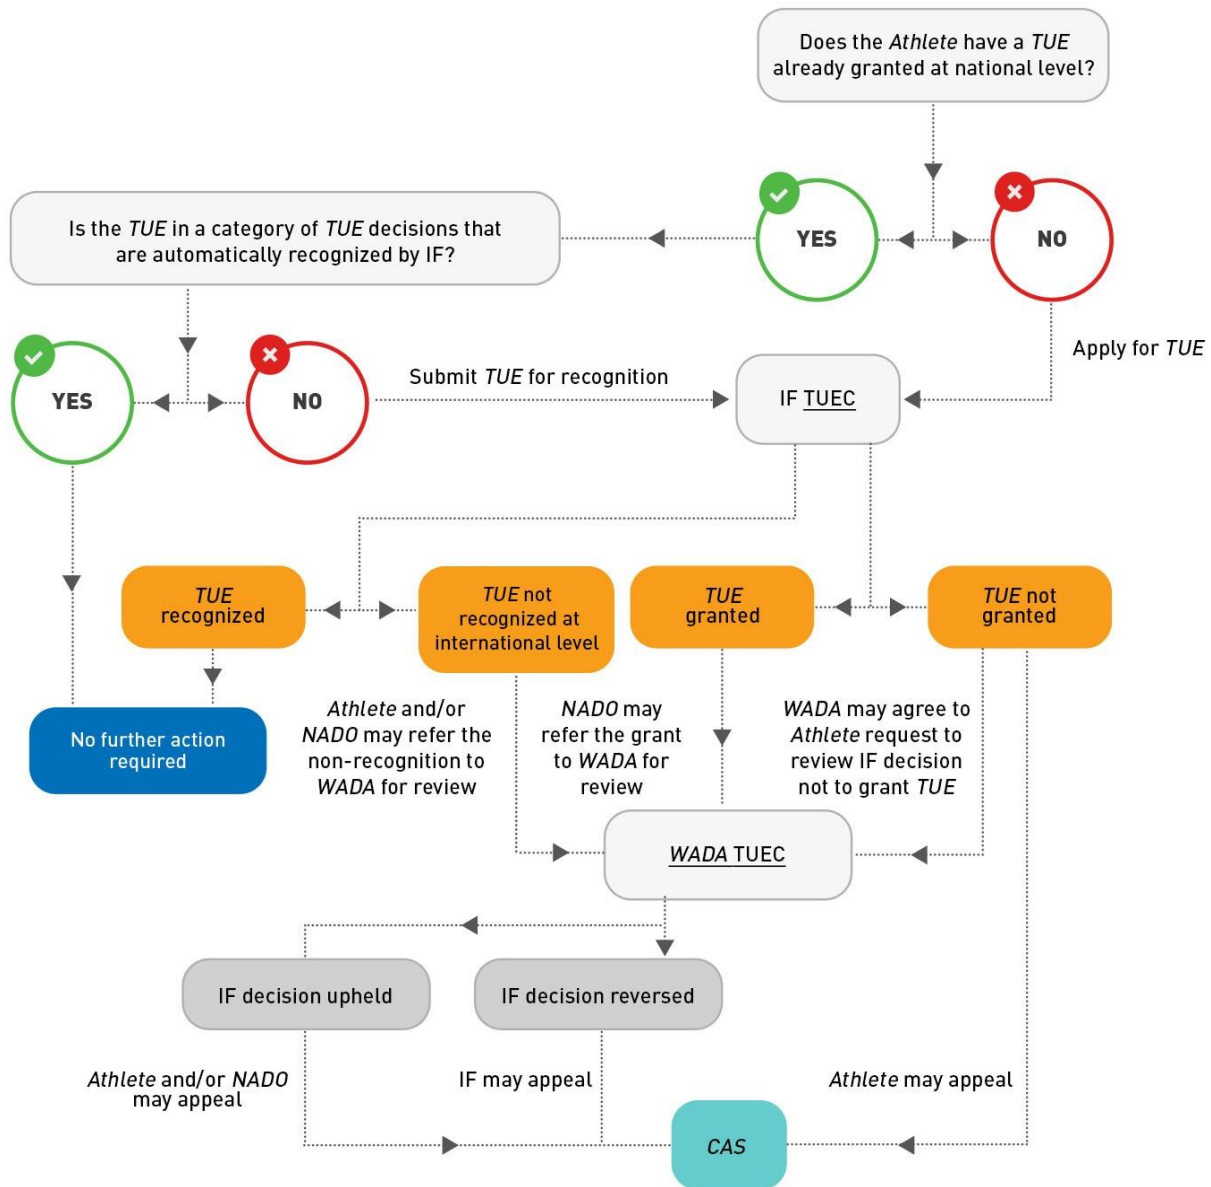 Does the Athlete have a TUE
already granted at national level?
YES
NO
Is the TUE in a category of TUE decisions that
are automatically recognized by IF?
YES
NO
Submit TUE for recognition
Apply for TUE
IF TUEC
TUE
recognized
TUE not
recognized at
international level
TUE
granted
TUE not
granted
No further action
required
Athlete and/or
NADO may refer the
non-recognition to
WADA for review
NADO may
refer the grant
to WADA for
review
WADA may agree to
Athlete request to
review IF decision
not to grant TUE
WADA TUEC
IF decision upheld
IF decision reversed
Athlete and/or NADO
may appeal
IF may appeal
Athlete may appeal
CAS